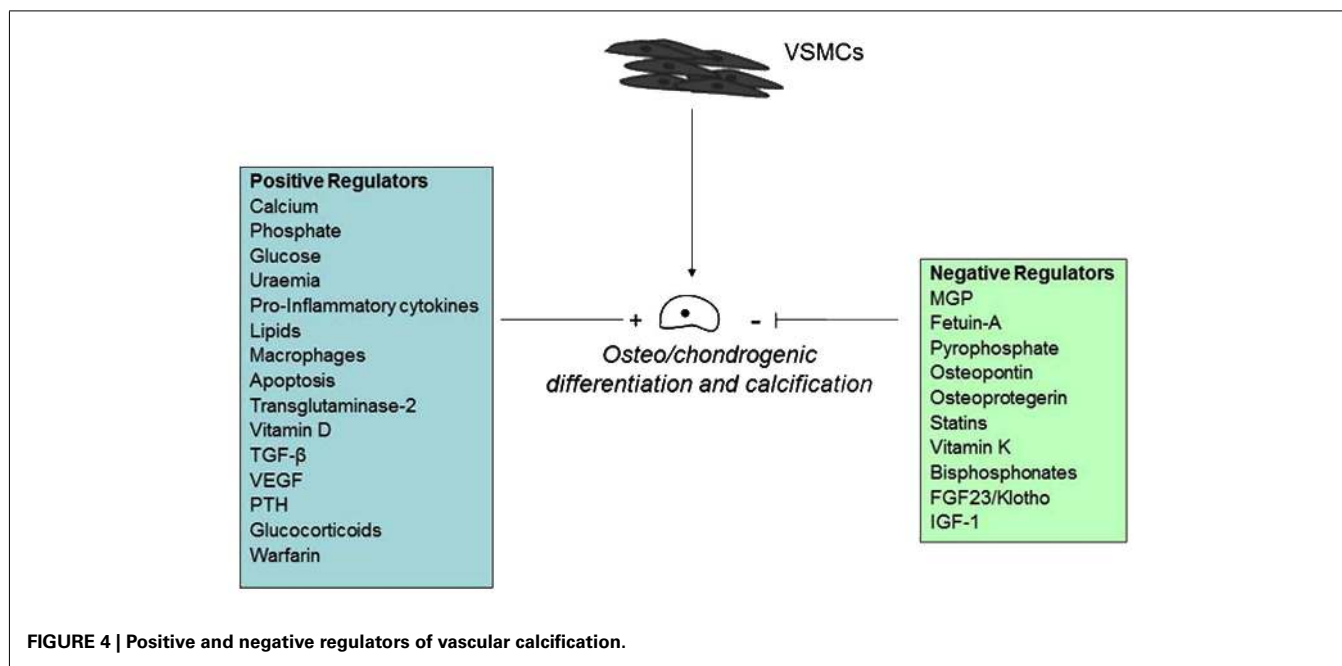 VSMCs
Positive Regulators
Calcium
Phosphate
Glucose
Uraemia
Pro-Inflammatory cytokines
Lipids
Macrophages
Apoptosis
Transglutaminase-2
Vitamin D
TGF-β
VEGF
PTH
Glucocorticoids
Warfarin
+ -
Osteo/chondrogenic
differentiation and calcification
Negative Regulators
MGP
Fetuin-A
Pyrophosphate
Osteopontin
Osteoprotegerin
Statins
Vitamin K
Bisphosphonates
FGF23/Klotho
IGF-1
FIGURE 4 | Positive and negative regulators of vascular calcification.